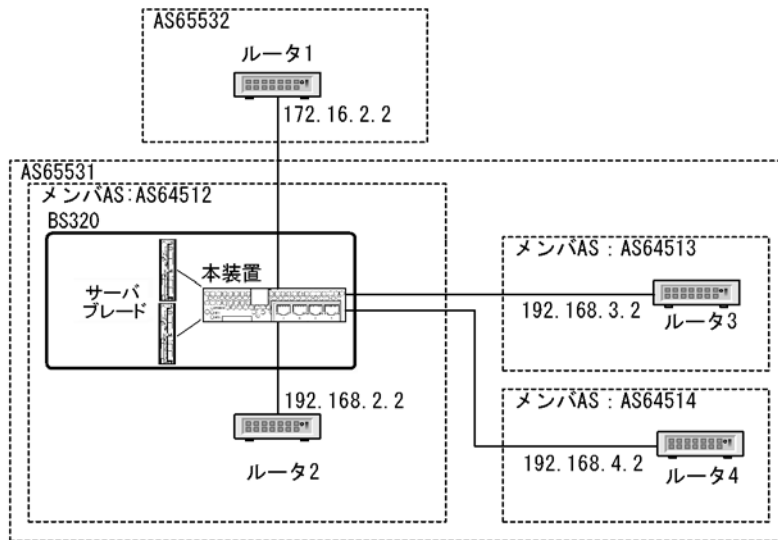 AS65532
ルータ1
172.16.2.2
AS65531
メンバAS:AS64512
BS320
本装置
サーバ
ブレード
192.168.2.2
ルータ2
メンバAS：AS64513
192.168.3.2
ルータ3
メンバAS：AS64514
192.168.4.2
ルータ4